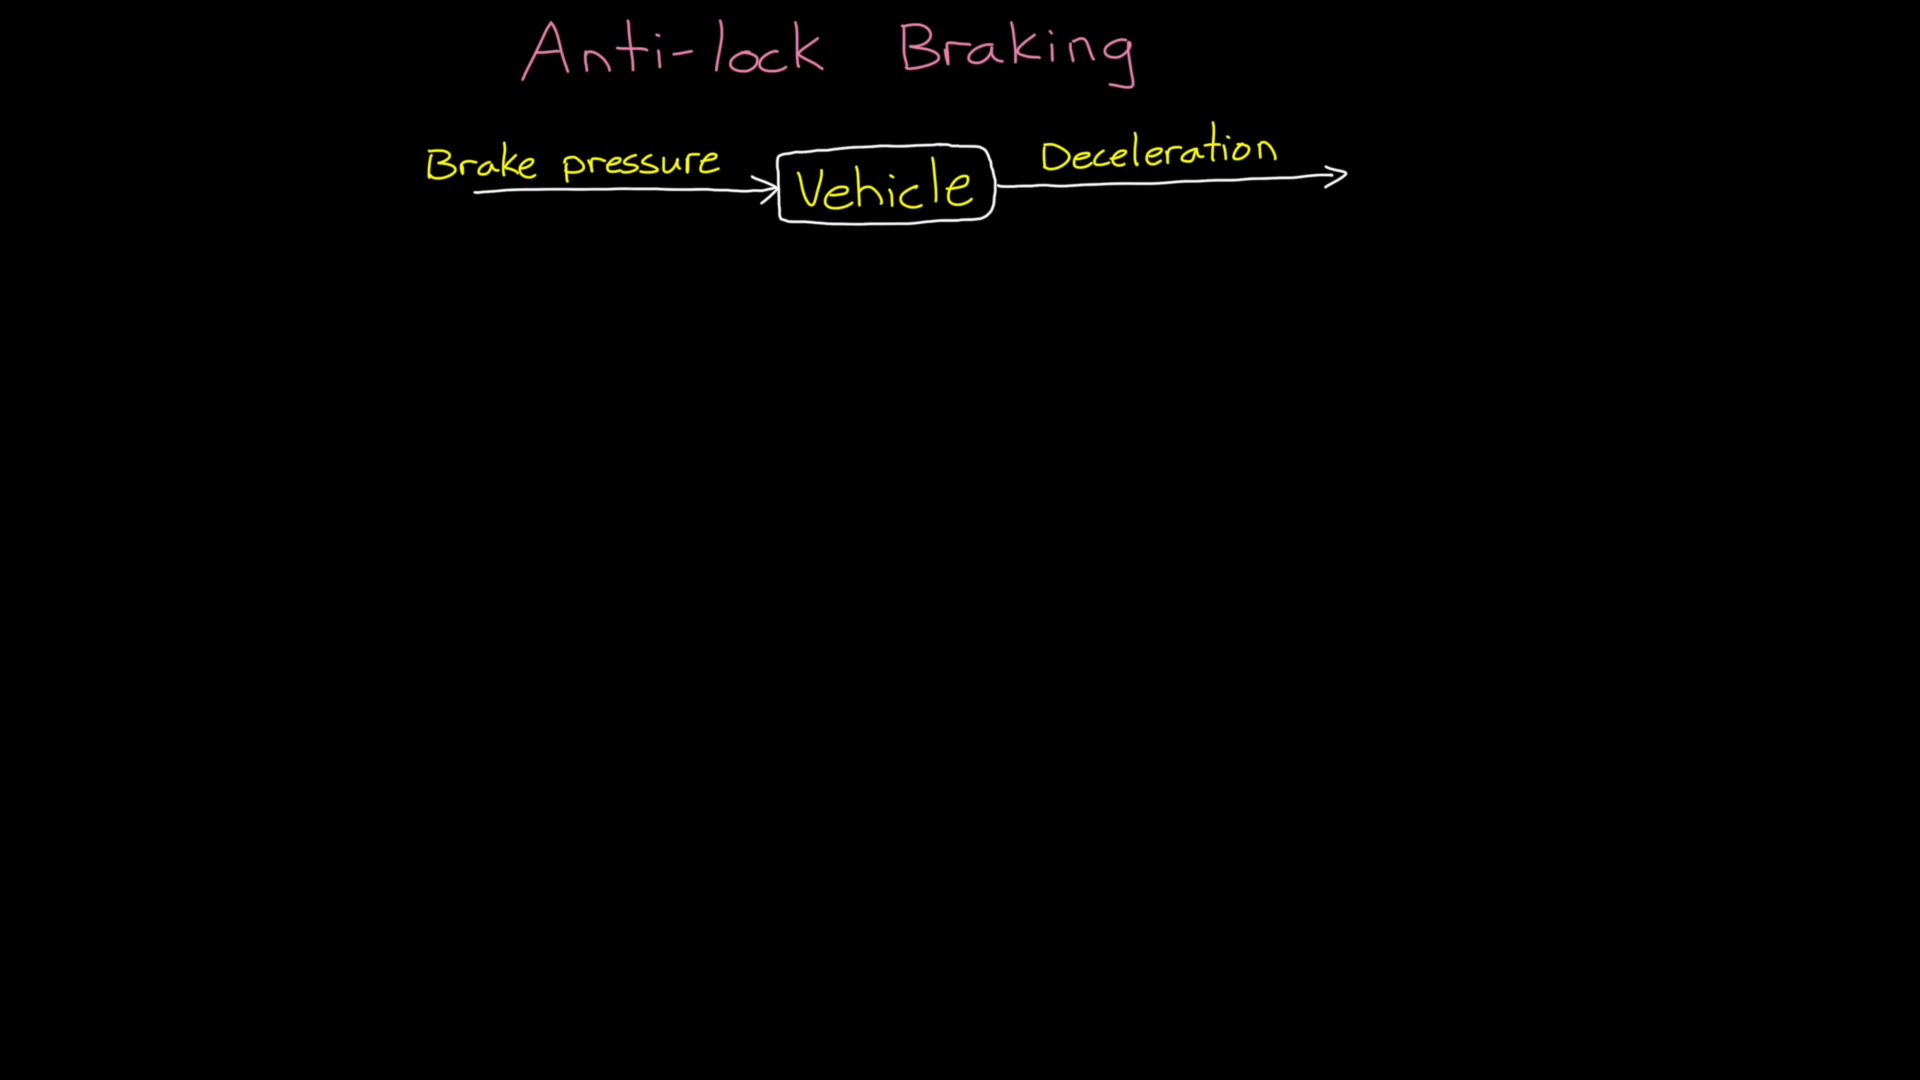 Anti-lock Braking
Brake pressure
Vehicle
Deceleration